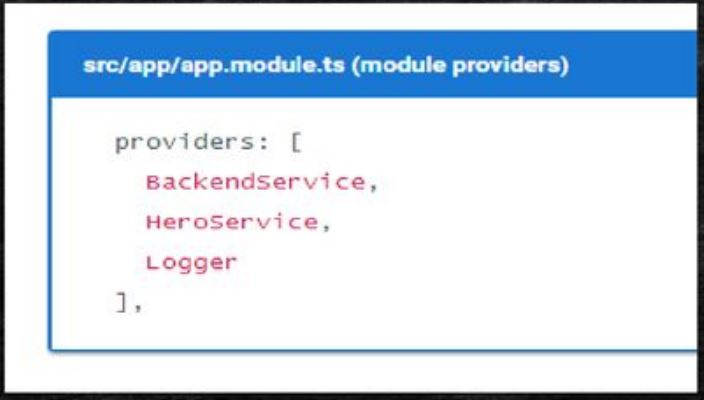 src/app/app.module.ts (module providers)
providers: [
BackendService,
HeroService,
Logger
],